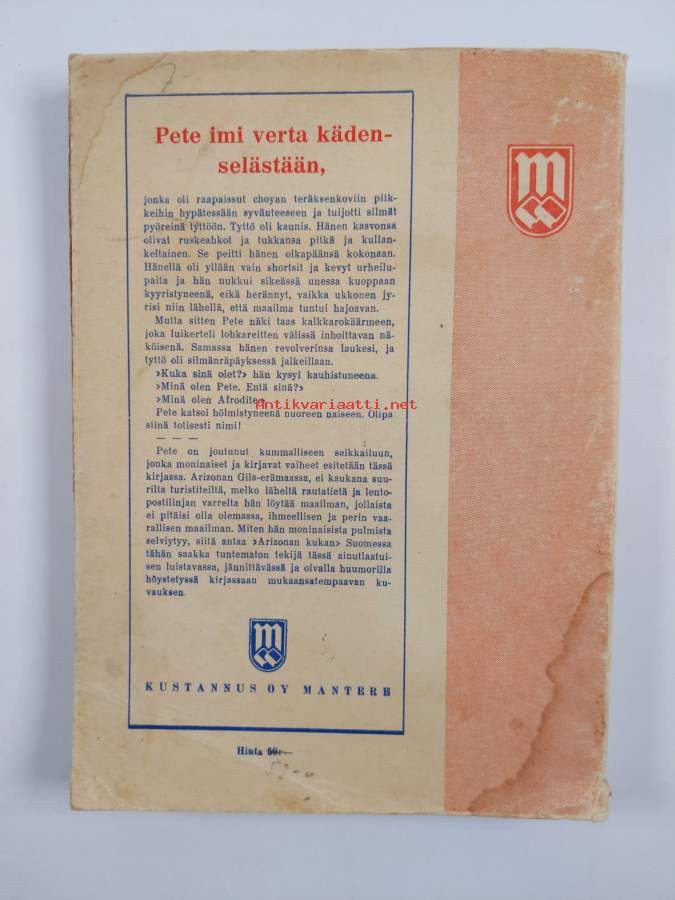 7
Pete imi verta käden-
selästään,
jonka oli raapaissut choyan teräksenkoviin piik-
keihin hypätessään syvänteeseen ja tuijotti silmät
pyöreinä tyttöön. Tyttö oli kaunis. Hänen kasvonsa
olivat ruskeahkot ja tukkansa pitkä ja kullan-
keltainen. Se peitti hänen olkapäänsä kokonaan.
Hänellä oli yllään vain shortsit ja kevyt urheilu-
paita ja hän nukkui sikeässä unessa kuoppaan
kyyristyneenä, eikä herännyt, vaikka ukkonen jy-
risi niin lähellä, että maailma tuntui hajoavan.
Mutta sitten Pete näki taas kalkkarokäärmeen,
joka luikerteli lohkareitten välissä inhoittavan nä-
köisenä. Samassa hänen revolverinsa laukesi, ja
tyttö oli silmänräpäyksessä jalkeillaan.
»Kuka sinä olet?» hän kysyi kauhistuneena.
»Minä olen Pete. Entä sinä?»
»Minä olen Afrodite.»
Antikvariaatti.net
Pete katsoi hölmistyneenä nuoreen naiseen. Olipa
siinä totisesti nimi!
— — —
Pete on joutunut kummalliseen seikkailuun,
jonka moninaiset ja kirjavat vaiheet esitetään tässä
kirjassa. Arizonan Gila-erämaassa, ei kaukana suu-
rilta turistiteiltä, melko läheltä rautatietä ja lento-
postilinjan varrelta hän löytää maailman, jollaista
ei pitäisi olla olemassa, ihmeellisen ja perin vaa-
rallisen maailman. Miten hän moninaisista pulmista
selviytyy, siitä antaa »Arizonan kukan» Suomessa
tähän saakka tuntematon tekijä tässä ainutlaatui-
sen luistavassa, jännittävässä ja oivalla huumorilla
höystetyssä kirjassaan mukaansatempaavan ku-
vauksen.
KUSTANNUS OY MANTERE
Hinta 50:—